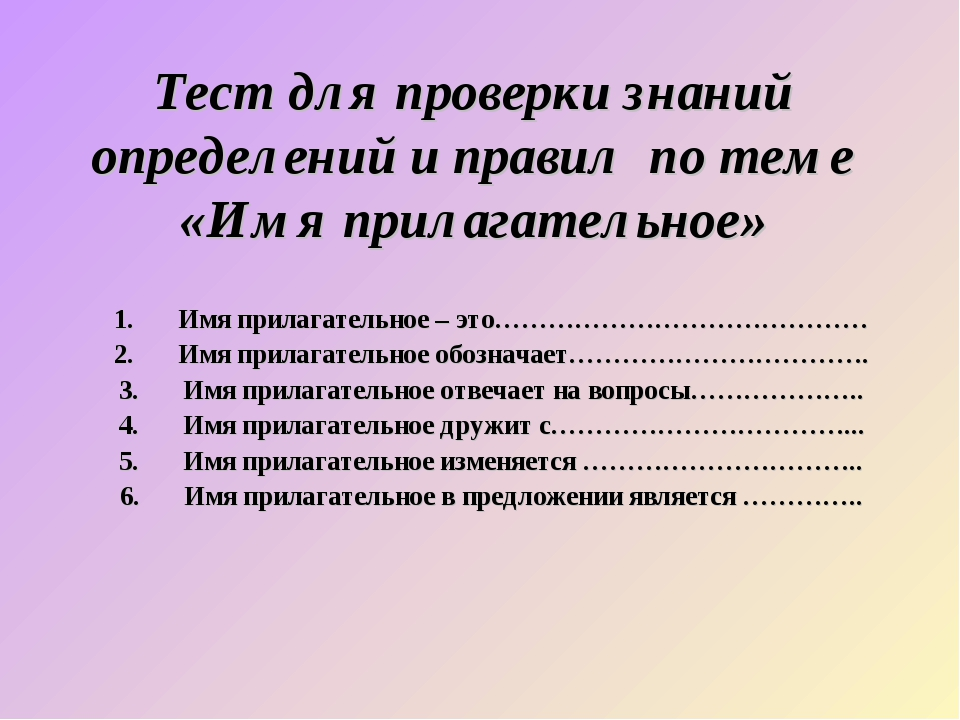 Тест для проверки знаний
определений и правил по теме
«Имя прилагательное»
1. Имя прилагательное – это……………………………………
2. Имя прилагательное обозначает…………………………….
3. Имя прилагательное отвечает на вопросы………………..
4. Имя прилагательное дружит с……………………………...
5. Имя прилагательное изменяется …………………………..
6. Имя прилагательное в предложении является …………..